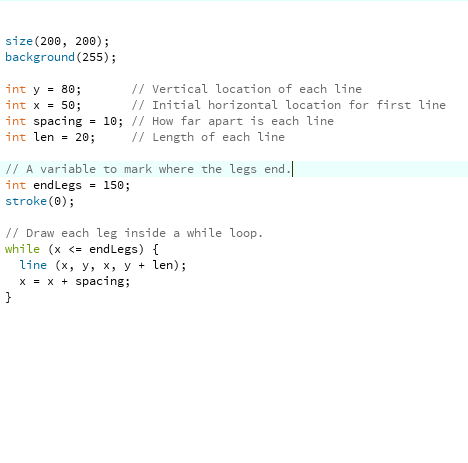 size(200, 200);
background(255);

int y = 80;       // Vertical location of each line
int x = 50;       // Initial horizontal location for first line
int spacing = 10; // How far apart is each line
int len = 20;     // Length of each line

// A variable to mark where the legs end.
int endLegs = 150;
stroke(0);

// Draw each leg inside a while loop.
while (x <= endLegs) {
  line (x, y, x, y + len);
  x = x + spacing;
}